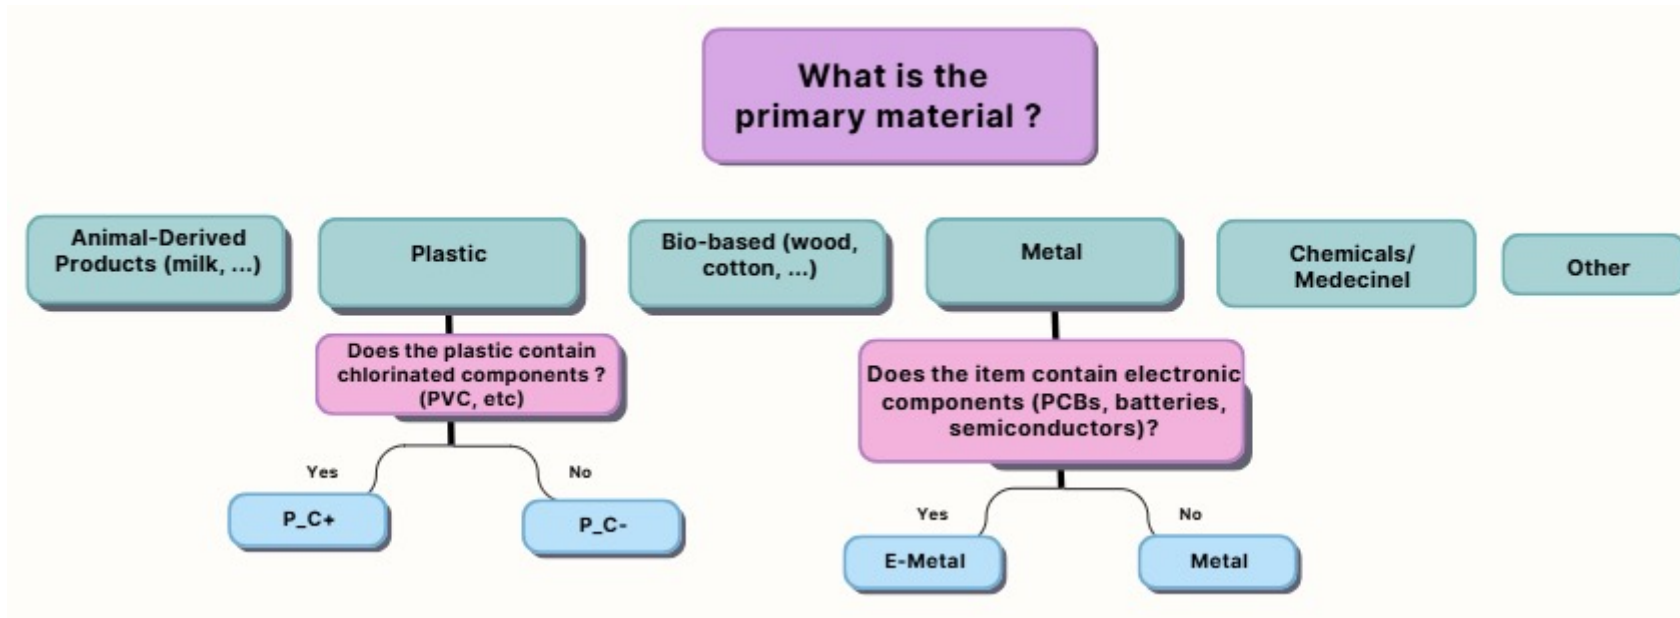 What is the
primary material ?
Animal-Derived
Products (milk, ...)
Plastic
Bio-based (wood,
cotton, ...)
Metal
Chemicals/
Medecinel
Other
Does the plastic contain
chlorinated components ?
(PVC, etc)
Does the item contain electronic
components (PCBs, batteries,
semiconductors)?
Yes
No
P_C+
P_C-
Yes
No
E-Metal
Metal